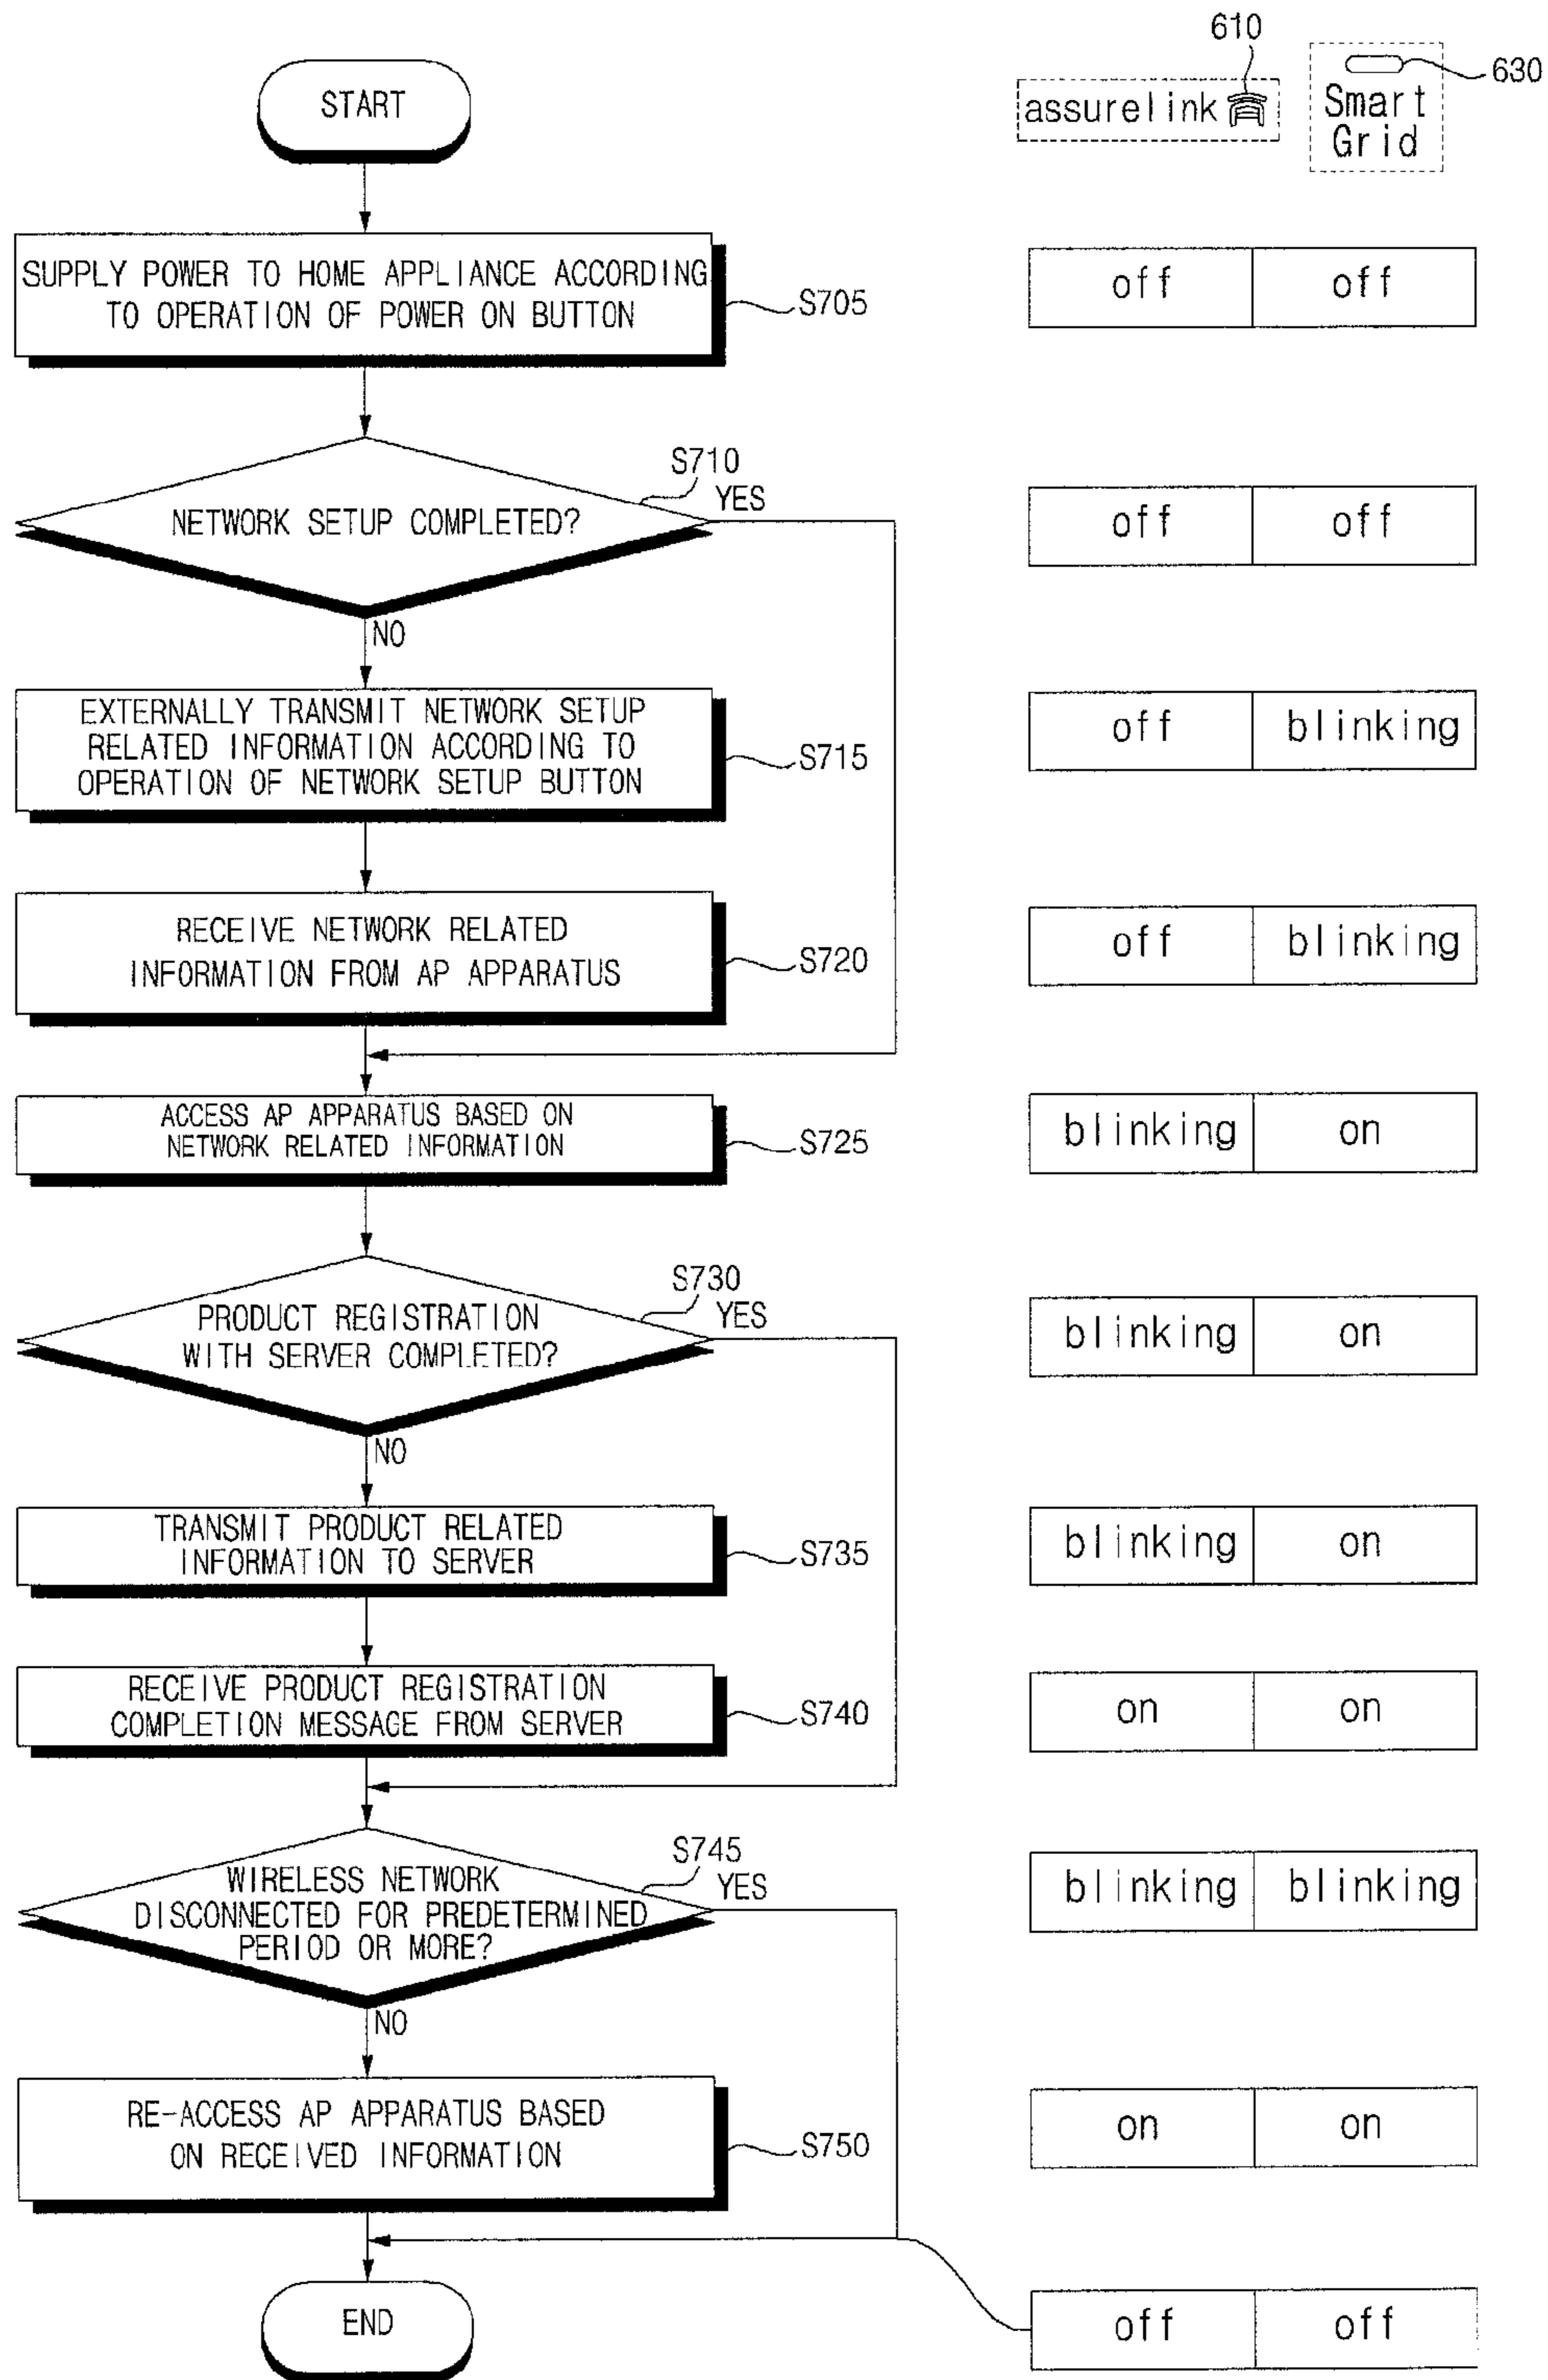 610
630
assurelink
Smart
Grid
START
SUPPLY POWER TO HOME APPLIANCE ACCORDING
TO OPERATION OF POWER ON BUTTON
S705
off
off
S710
YES
NETWORK SETUP COMPLETED?
off
off
NO
EXTERNALLY TRANSMIT NETWORK SETUP
RELATED INFORMATION ACCORDING TO
OPERATION OF NETWORK SETUP BUTTON
S715
off
blinking
RECEIVE NETWORK RELATED
INFORMATION FROM AP APPARATUS
S720
off
blinking
ACCESS AP APPARATUS BASED ON
NETWORK RELATED INFORMATION
S725
blinking
on
S730
YES
PRODUCT REGISTRATION
WITH SERVER COMPLETED?
blinking
on
NO
TRANSMIT PRODUCT RELATED
INFORMATION TO SERVER
S735
blinking
on
RECEIVE PRODUCT REGISTRATION
COMPLETION MESSAGE FROM SERVER
S740
on
on
S745
YES
WIRELESS NETWORK
DISCONNECTED FOR PREDETERMINED
PERIOD OR MORE?
blinking
blinking
NO
RE-ACCESS AP APPARATUS BASED
ON RECEIVED INFORMATION
S750
on
on
END
off
off